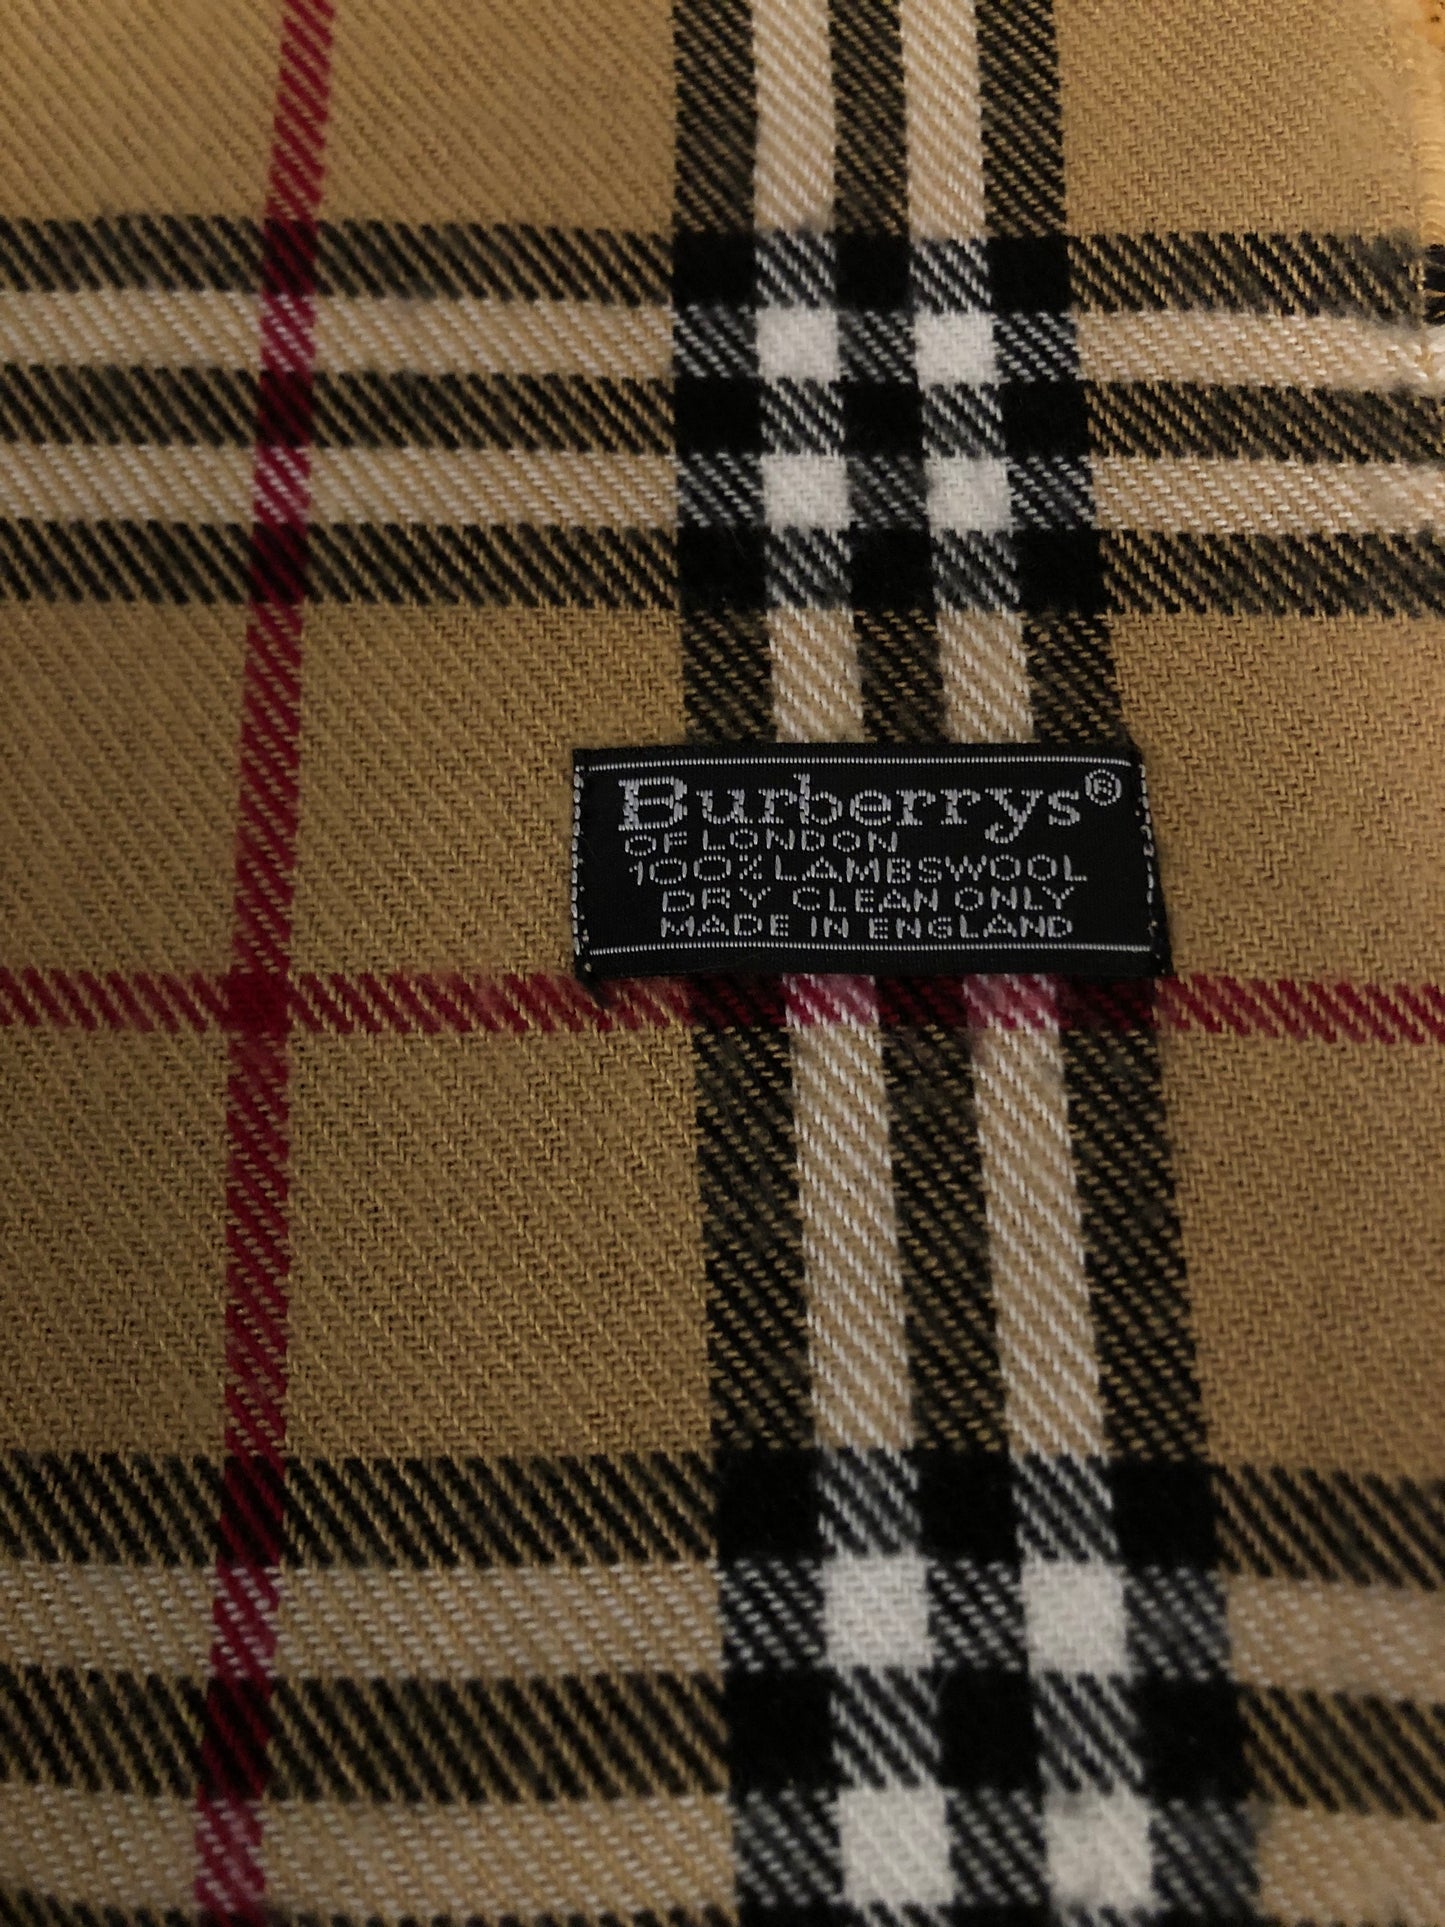 Burberrys®
OF LONDON
100% LAMBSWOOL
DRY CLEAN ONLY
MADE IN ENGLAND